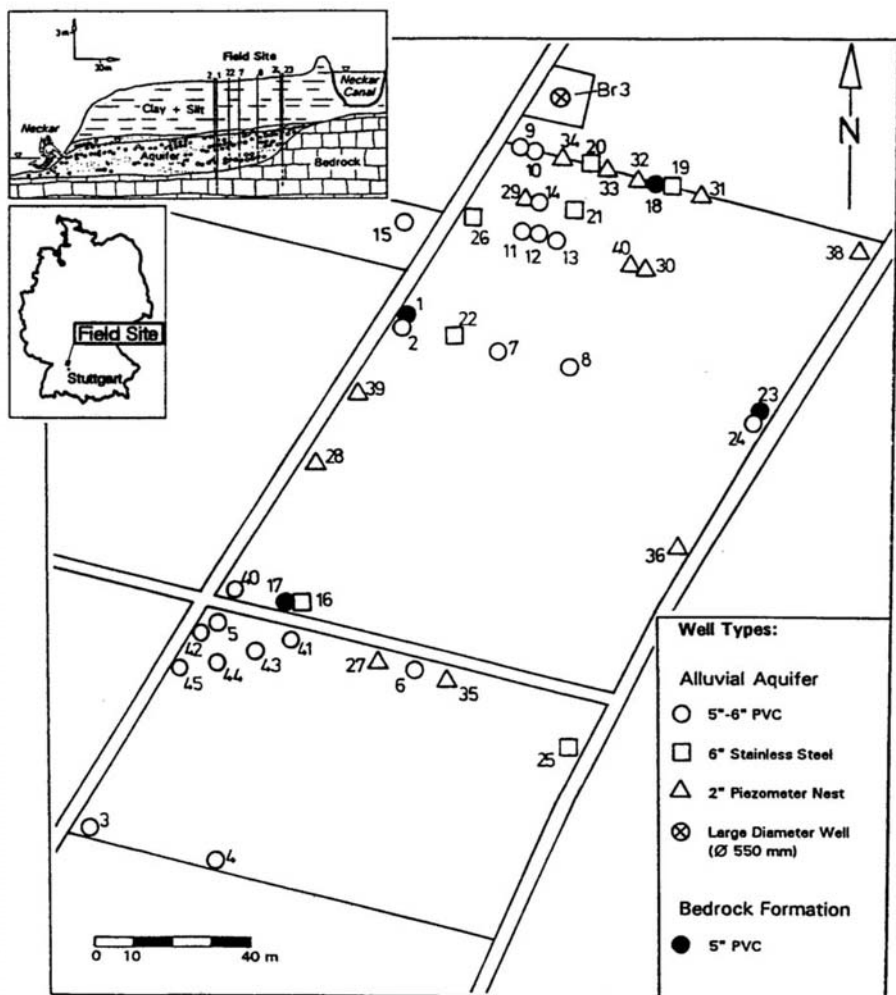 3m
30m
Field Site
2 1 22 7 8 24 23
Neckar
Canal
Clay + Silt
Neckar
Aquifer
Bedrock
Field Site
Stuttgart
N
Br3
9
10
34
20
33
32
18
19
31
29
14
21
26
15
11
12
13
40
30
38
1
2
22
7
8
39
23
24
28
36
40
17
16
5
42
41
43
44
45
27
6
35
25
3
4
0 10 40 m
Well Types:
Alluvial Aquifer
5"-6" PVC
6" Stainless Steel
2" Piezometer Nest
Large Diameter Well
(Ø 550 mm)
Bedrock Formation
5" PVC